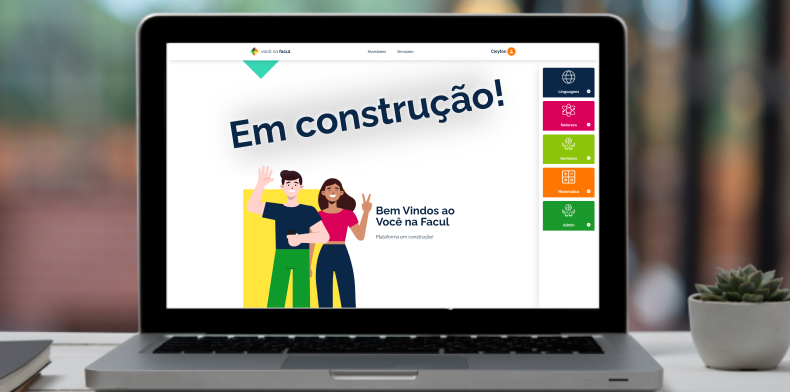 você na facul
Novidades
Simulado
Cleyton
Em construção!
Bem Vindos ao
Você na Facul
Plataforma em construção!
Linguagens
Natureza
Humanas
Matemática
Admin